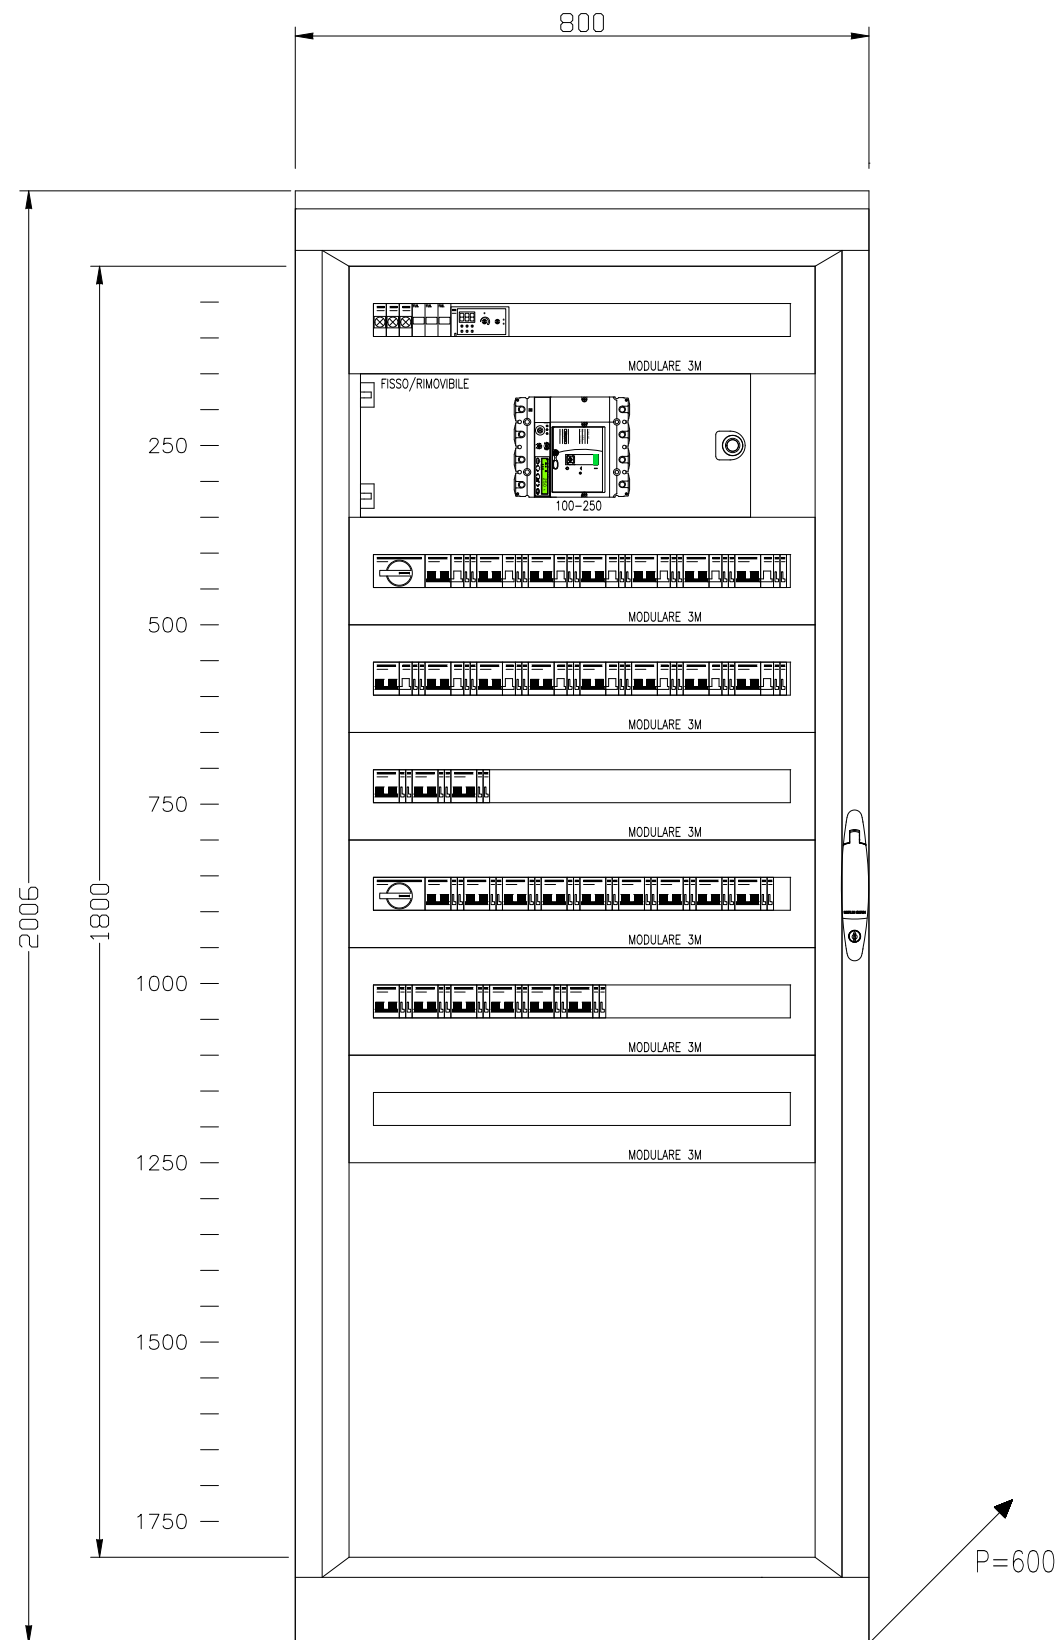 800
MODULARE 3M
FISSO/RIMOVIBILE
250
100-250
MODULARE 3M
500
MODULARE 3M
750
MODULARE 3M
2006
1800
MODULARE 3M
1000
MODULARE 3M
1250
MODULARE 3M
1500
1750
P=600